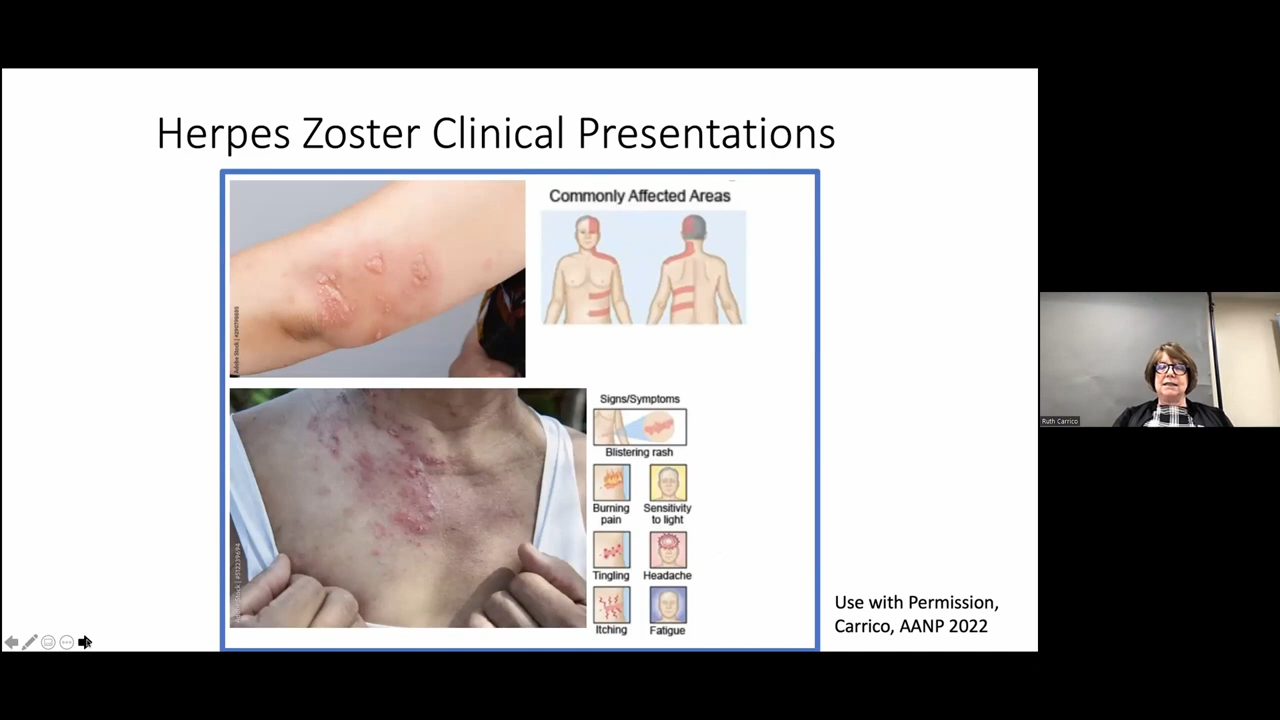 Herpes Zoster Clinical Presentations
Commonly Affected Areas
Signs/Symptoms
Blistering rash
Burning
pain
Sensitivity
to light
Tingling
Headache
Itching
Fatigue
Use with Permission,
Carrico, AANP 2022
Ruth Carrico